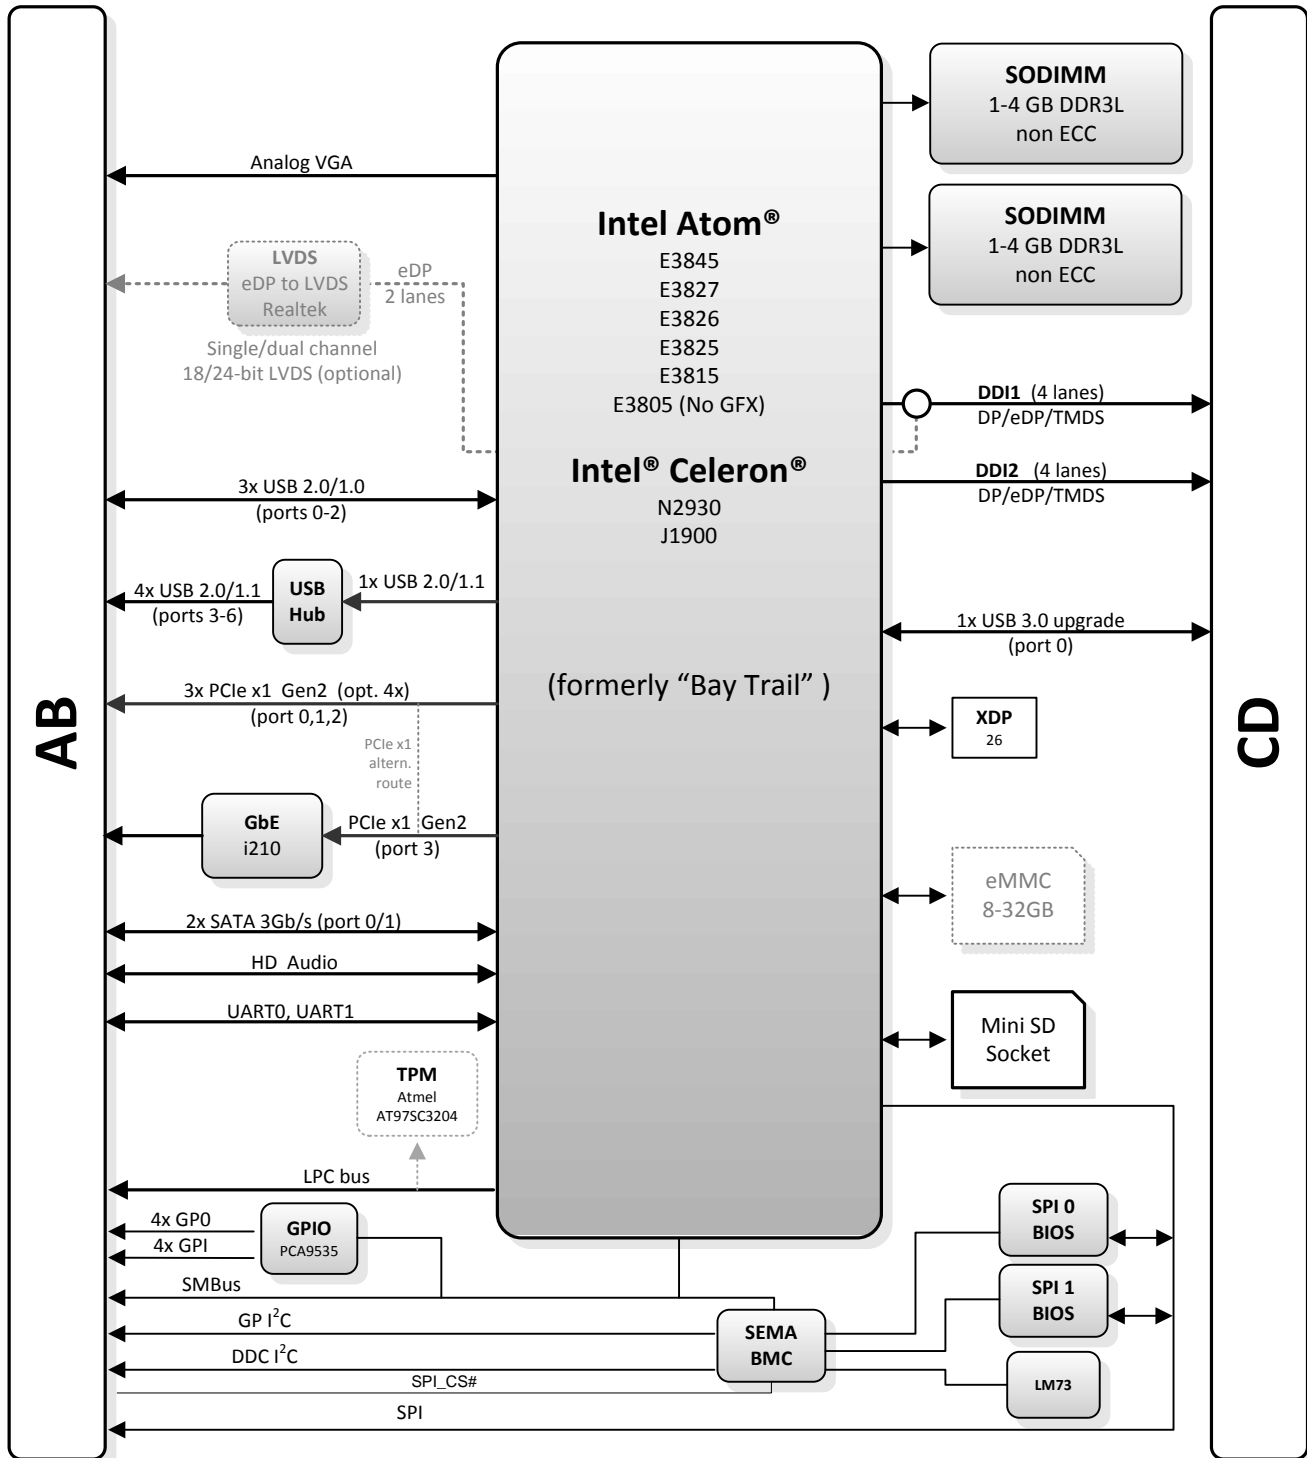 AB
CD
Analog VGA
LVDS
eDP to LVDS
Realtek
eDP
2 lanes
Single/dual channel
18/24-bit LVDS (optional)
3x USB 2.0/1.0
(ports 0-2)
4x USB 2.0/1.1
(ports 3-6)
USB
Hub
1x USB 2.0/1.1
3x PCIe x1 Gen2 (opt. 4x)
(port 0,1,2)
PCIe x1
altern.
route
GbE
i210
PCIe x1 Gen2
(port 3)
2x SATA 3Gb/s (port 0/1)
HD Audio
UART0, UART1
TPM
Atmel
AT97SC3204
LPC bus
4x GP0
4x GPI
GPIO
PCA9535
SMBus
GP I²C
DDC I²C
SPI_CS#
SPI
Intel Atom®
E3845
E3827
E3826
E3825
E3815
E3805 (No GFX)
Intel® Celeron®
N2930
J1900
(formerly “Bay Trail” )
SEMA
BMC
SODIMM
1-4 GB DDR3L
non ECC
SODIMM
1-4 GB DDR3L
non ECC
DDI1 (4 lanes)
DP/eDP/TMDS
DDI2 (4 lanes)
DP/eDP/TMDS
1x USB 3.0 upgrade
(port 0)
XDP
26
eMMC
8-32GB
Mini SD
Socket
SPI 0
BIOS
SPI 1
BIOS
LM73